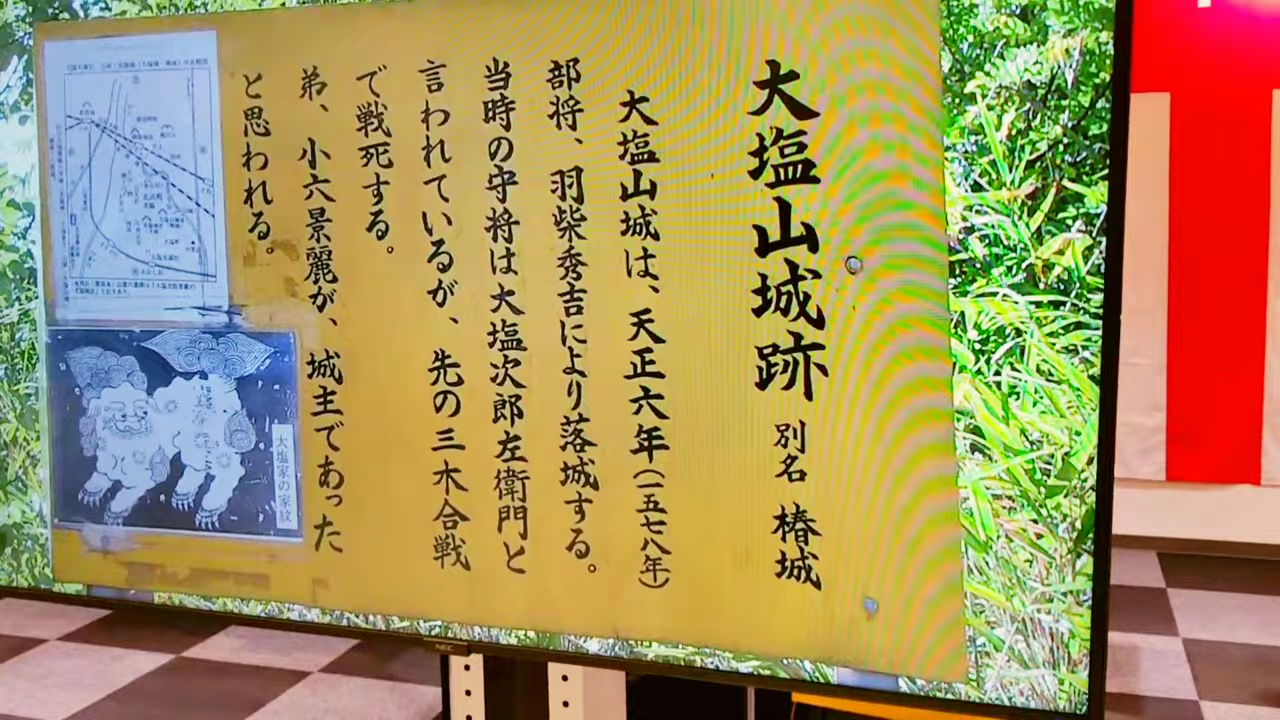 大塩山城跡 別名 椿城
大塩山城は、天正六年(一五七八年)
部将、羽柴秀吉により落城する。
当時の守将は大塩次郎左衛門と
言われているが、先の三木合戦
で戦死する。
弟、小六景麗が、城主であった
と思われる。
大塩家の家紋
NEC